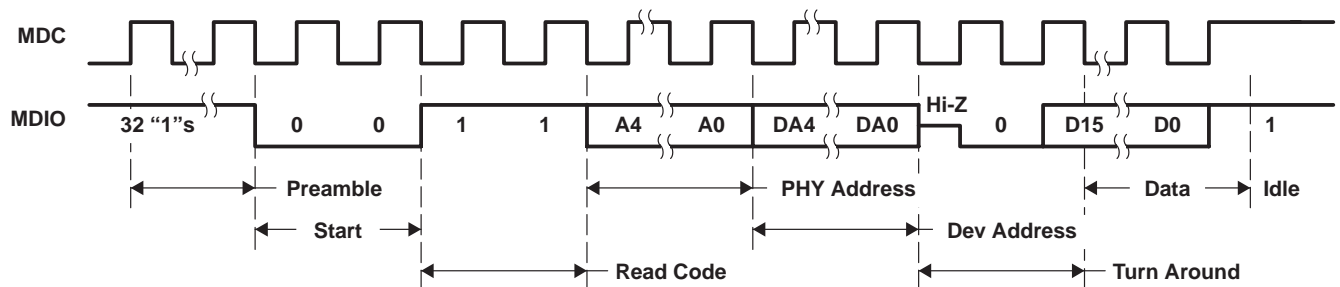 MDC
Hi-Z
MDIO 32 “1”s 0 0 1 1 A4 A0 DA4 DA0 0 D15 D0 1
Preamble PHY Address Data Idle
Start Dev Address
Read Code Turn Around